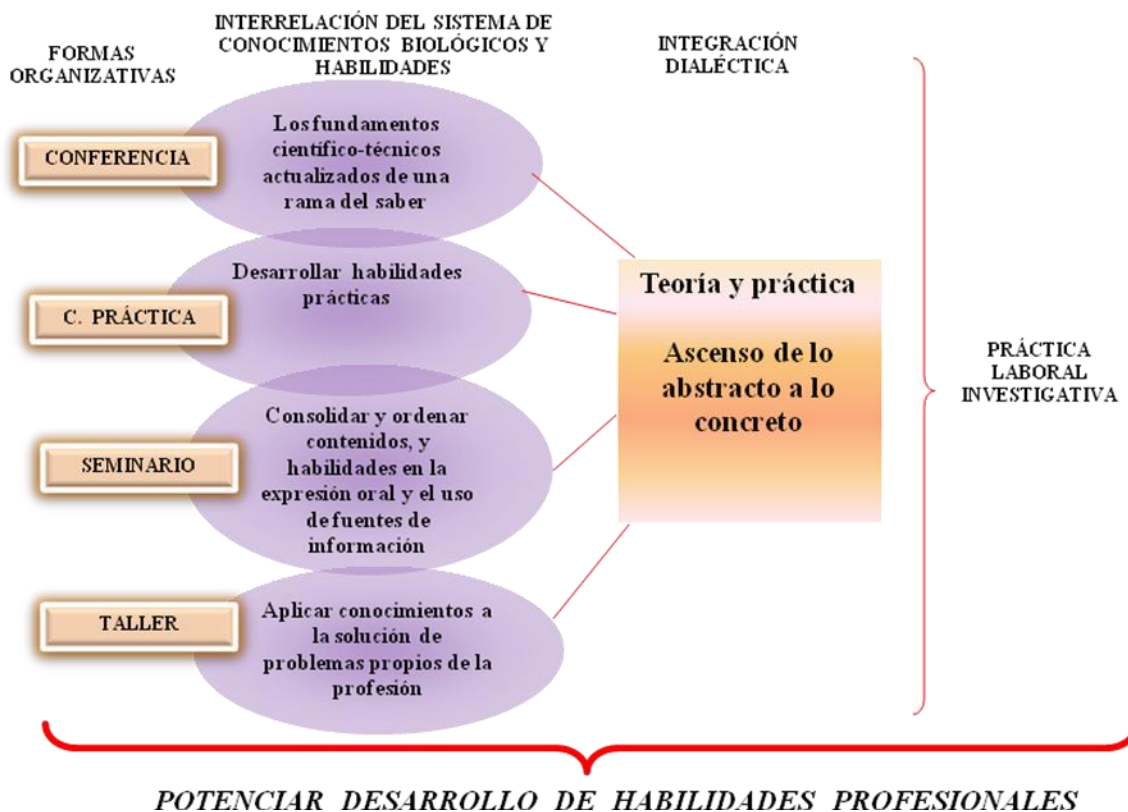 FORMAS
ORGANIZATIVAS
INTERRELACIÓN DEL SISTEMA DE
CONOCIMIENTOS BIOLÓGICOS Y
HABILIDADES
INTEGRACIÓN
DIALÉCTICA
CONFERENCIA
Los fundamentos
científico-técnicos
actualizados de una
rama del saber
C. PRÁCTICA
Desarrollar habilidades
prácticas
SEMINARIO
Consolidar y ordenar
contenidos, y
habilidades en la
expresión oral y el uso
de fuentes de
información
TALLER
Aplicar conocimientos a
la solución de
problemas propios de la
profesión
Teoría y práctica
Ascenso de lo
abstracto a lo
concreto
PRÁCTICA
LABORAL
INVESTIGATIVA
POTENCIAR DESARROLLO DE HABILIDADES PROFESIONALES